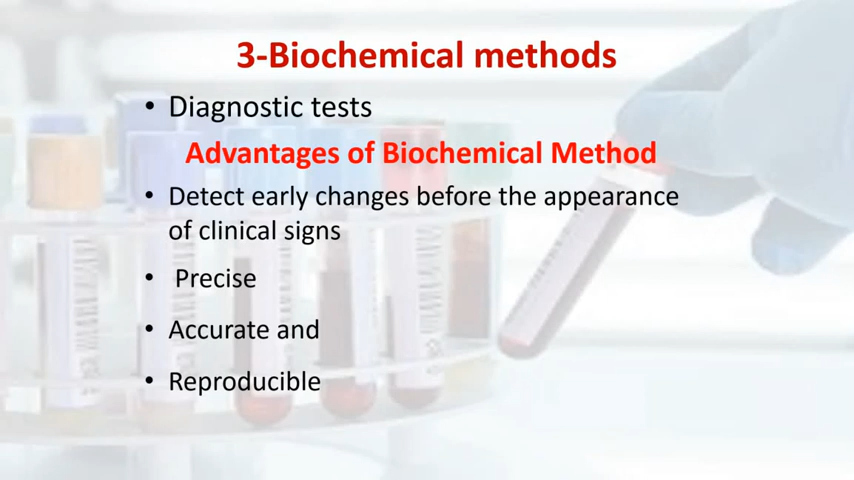 3-Biochemical methods
• Diagnostic tests
Advantages of Biochemical Method
• Detect early changes before the appearance
of clinical signs
• Precise
• Accurate and
• Reproducible